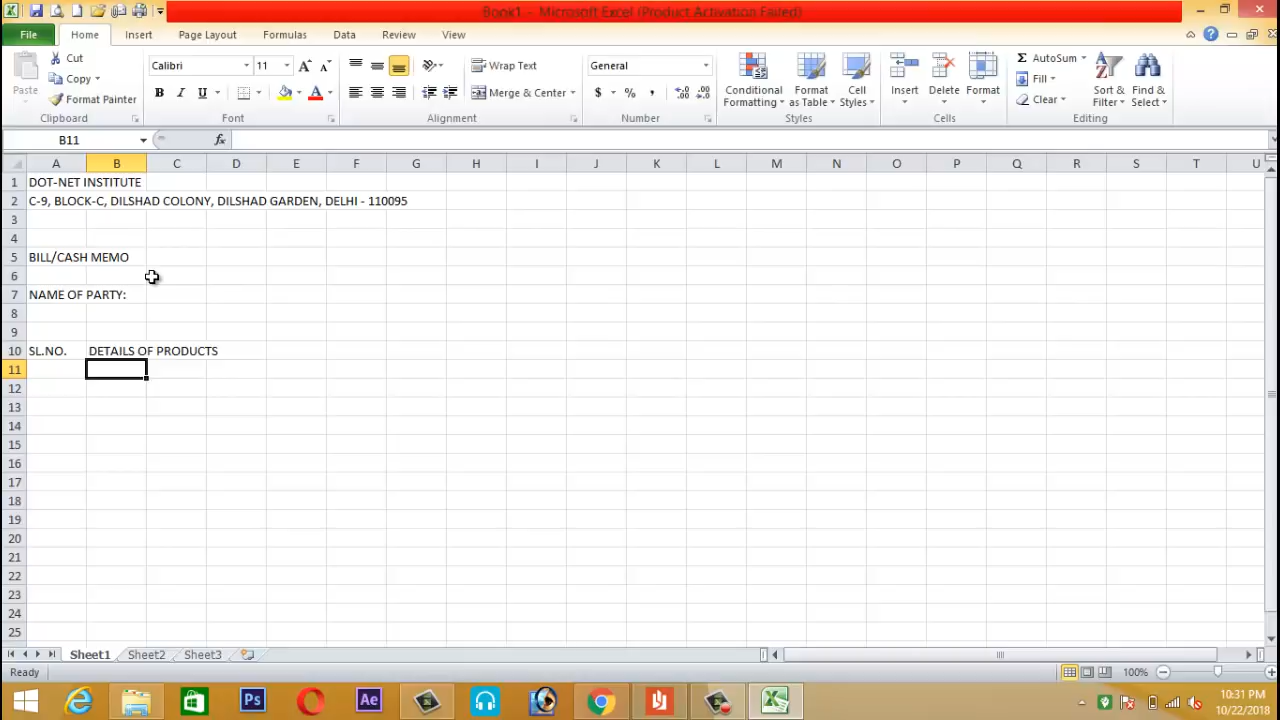 Book1 - Microsoft Excel (Product Activation Failed)
File Home Insert Page Layout Formulas Data Review View
Cut
Copy
Format Painter
Paste
Clipboard
Calibri 11
B I U
Font
Wrap Text
Merge & Center
Alignment
General
$ % ,
Number
Conditional Formatting
Format as Table
Cell Styles
Styles
Insert Delete Format
Cells
Σ AutoSum
Fill
Clear
Sort & Filter
Find & Select
Editing
B11 fx
A B C D E F G H I J K L M N O P Q R S T U
1 DOT-NET INSTITUTE
2 C-9, BLOCK-C, DILSHAD COLONY, DILSHAD GARDEN, DELHI - 110095
3
4
5 BILL/CASH MEMO
6
7 NAME OF PARTY:
8
9
10 SL.NO. DETAILS OF PRODUCTS
11
12
13
14
15
16
17
18
19
20
21
22
23
24
25
Sheet1 Sheet2 Sheet3
Ready 100%
Ps Ae
10:31 PM
10/22/2018